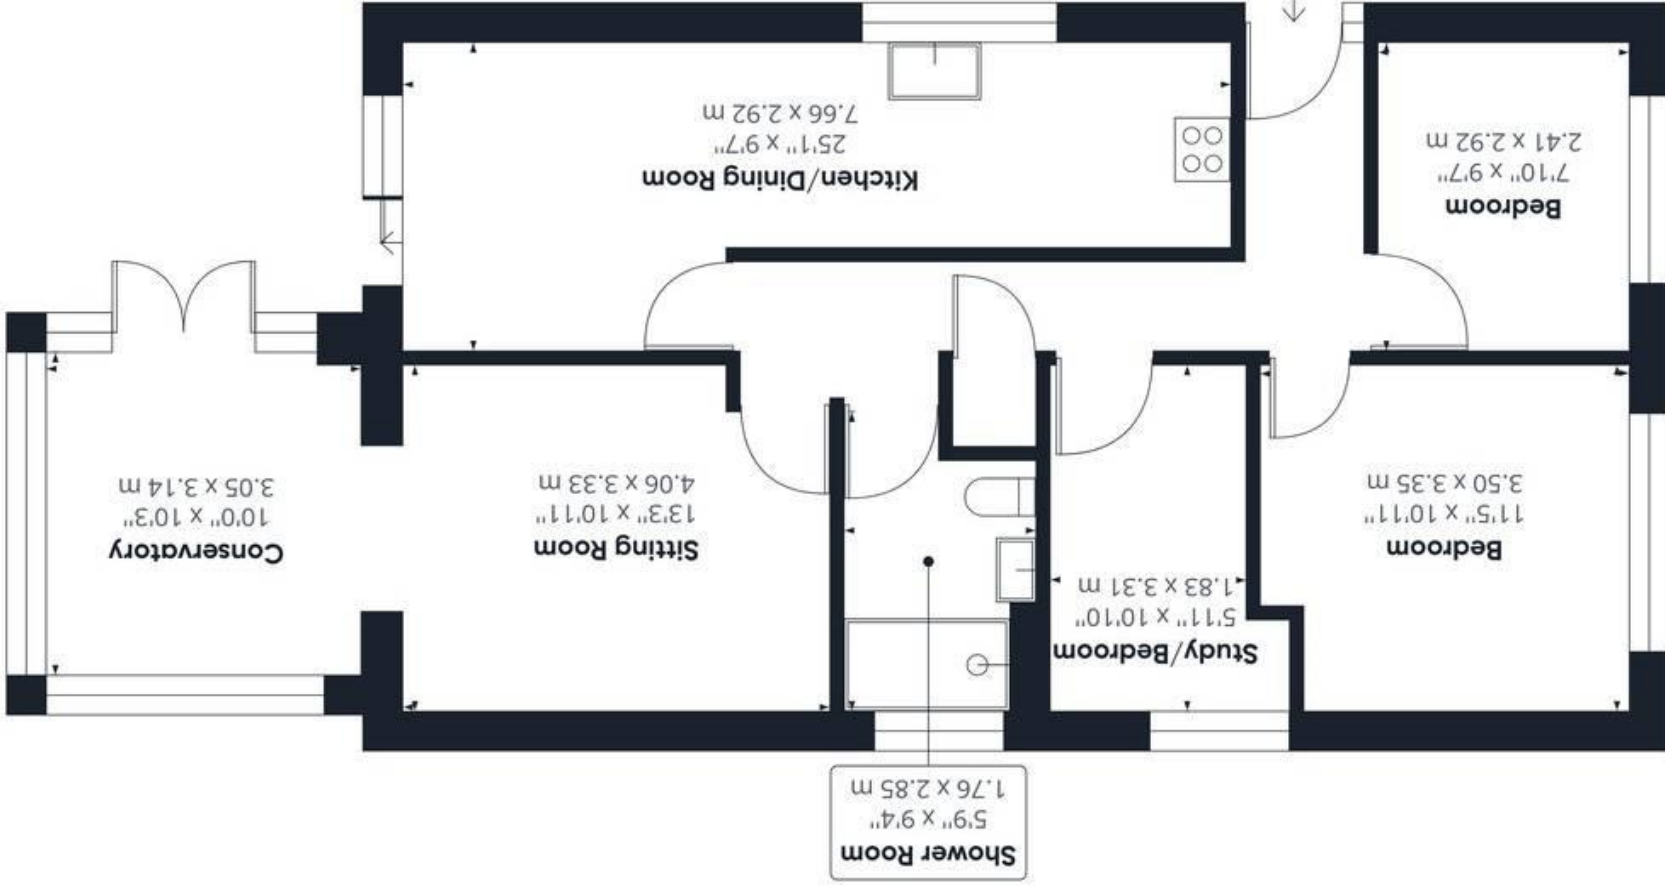 Shower Room
5'9" x 9'4"
1.76 x 2.85 m
Bedroom
11'5" x 10'11"
3.50 x 3.35 m
Study/Bedroom
5'11" x 10'10"
1.83 x 3.31 m
Sitting Room
13'3" x 10'11"
4.06 x 3.33 m
Conservatory
10'0" x 10'3"
3.05 x 3.14 m
Bedroom
7'10" x 9'7"
2.41 x 2.92 m
Kitchen/Dining Room
25'1" x 9'7"
7.66 x 2.92 m